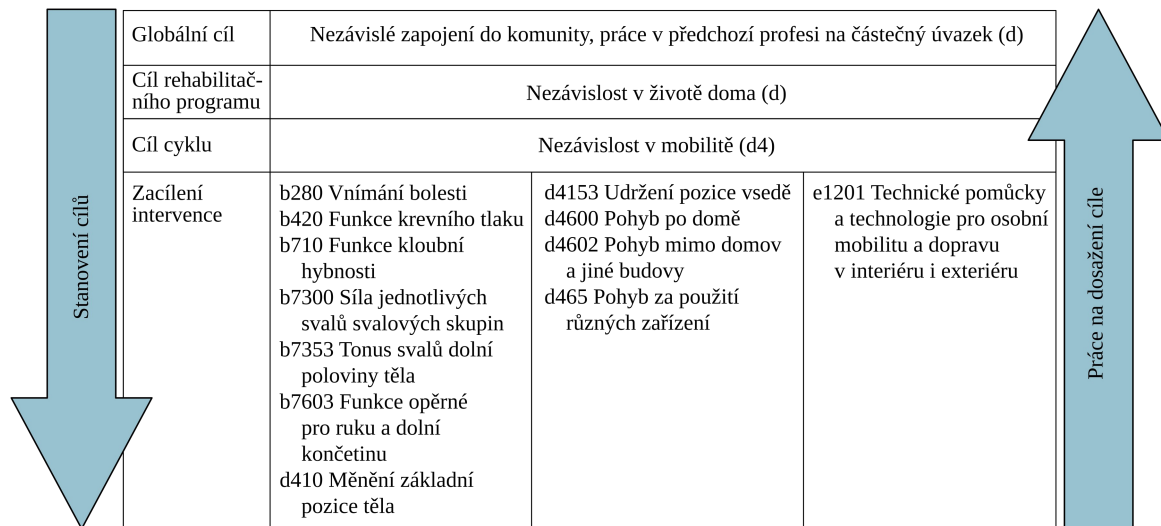 Stanovení cílů
Globální cíl
Nezávislé zapojení do komunity, práce v předchozí profesi na částečný úvazek (d)
Cíl rehabilitač-
ního programu
Nezávislost v životě doma (d)
Cíl cyklu
Nezávislost v mobilitě (d4)
Zacílení
intervence
b280 Vnímání bolesti
b420 Funkce krevního tlaku
b710 Funkce kloubní
hybnosti
b7300 Síla jednotlivých
svalů svalových skupin
b7353 Tonus svalů dolní
poloviny těla
b7603 Funkce opěrné
pro ruku a dolní
končetinu
d410 Měnění základní
pozice těla
d4153 Udržení pozice vsedě
d4600 Pohyb po domě
d4602 Pohyb mimo domov
a jiné budovy
d465 Pohyb za použití
různých zařízení
e1201 Technické pomůcky
a technologie pro osobní
mobilitu a dopravu
v interiéru i exteriéru
Práce na dosažení cíle